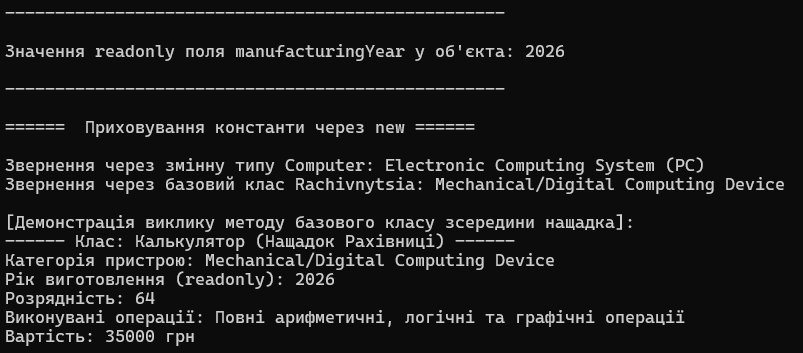 --------------------------------------------------
Значення readonly поля manufacturingYear у об'єкта: 2026
--------------------------------------------------
======  Приховування константи через new ======
Звернення через змінну типу Computer: Electronic Computing System (PC)
Звернення через базовий клас Rachivnytsia: Mechanical/Digital Computing Device
[Демонстрація виклику методу базового класу зсередини нащадка]:
------ Клас: Калькулятор (Нащадок Рахівниці) ------
Категорія пристрою: Mechanical/Digital Computing Device
Рік виготовлення (readonly): 2026
Розрядність: 64
Виконувані операції: Повні арифметичні, логічні та графічні операції
Вартість: 35000 грн